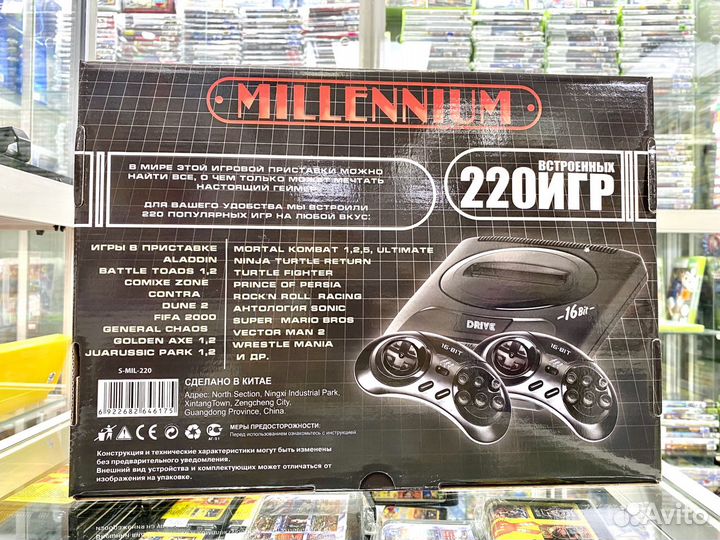 MILLENNIUM
В МИРЕ ЭТОЙ ИГРОВОЙ ПРИСТАВКИ МОЖНО
НАЙТИ ВСЕ, О ЧЕМ ТОЛЬКО МОЖЕТ МЕЧТАТЬ
НАСТОЯЩИЙ ГЕЙМЕР.
ДЛЯ ВАШЕГО УДОБСТВА МЫ ВСТРОИЛИ
220 ПОПУЛЯРНЫХ ИГР НА ЛЮБОЙ ВКУС:
ВСТРОЕННЫХ
220ИГР
ИГРЫ В ПРИСТАВКЕ
ALADDIN
BATTLE TOADS 1,2
COMIXE ZONE
CONTRA
DUNE 2
FIFA 2000
GENERAL CHAOS
GOLDEN AXE 1,2
JUARUSSIC PARK 1,2
MORTAL KOMBAT 1,2,5, ULTIMATE
NINJA TURTLE RETURN
TURTLE FIGHTER
PRINCE OF PERSIA
ROCK'N ROLL RACING
АНТОЛОГИЯ SONIC
SUPER MARIO BROS
VECTOR MAN 2
WRESTLE MANIA
И ДР.
DRIVE
-16 Bit-
16-BIT
16-BIT
S-MIL-220
6 922682 646175
СДЕЛАНО В КИТАЕ
Адрес: North Section, Ningxi Industrial Park,
XintangTown, Zengcheng City,
Guangdong Province, China.
МЕРЫ ПРЕДОСТОРОЖНОСТИ:
Перед использованием ознакомьтесь с инструкцией
Конструкция и технические характеристики могут быть изменены
без предварительного уведомления.
Внешний вид устройства и комплектующих может отличаться от
изображения на упаковке.
Avito